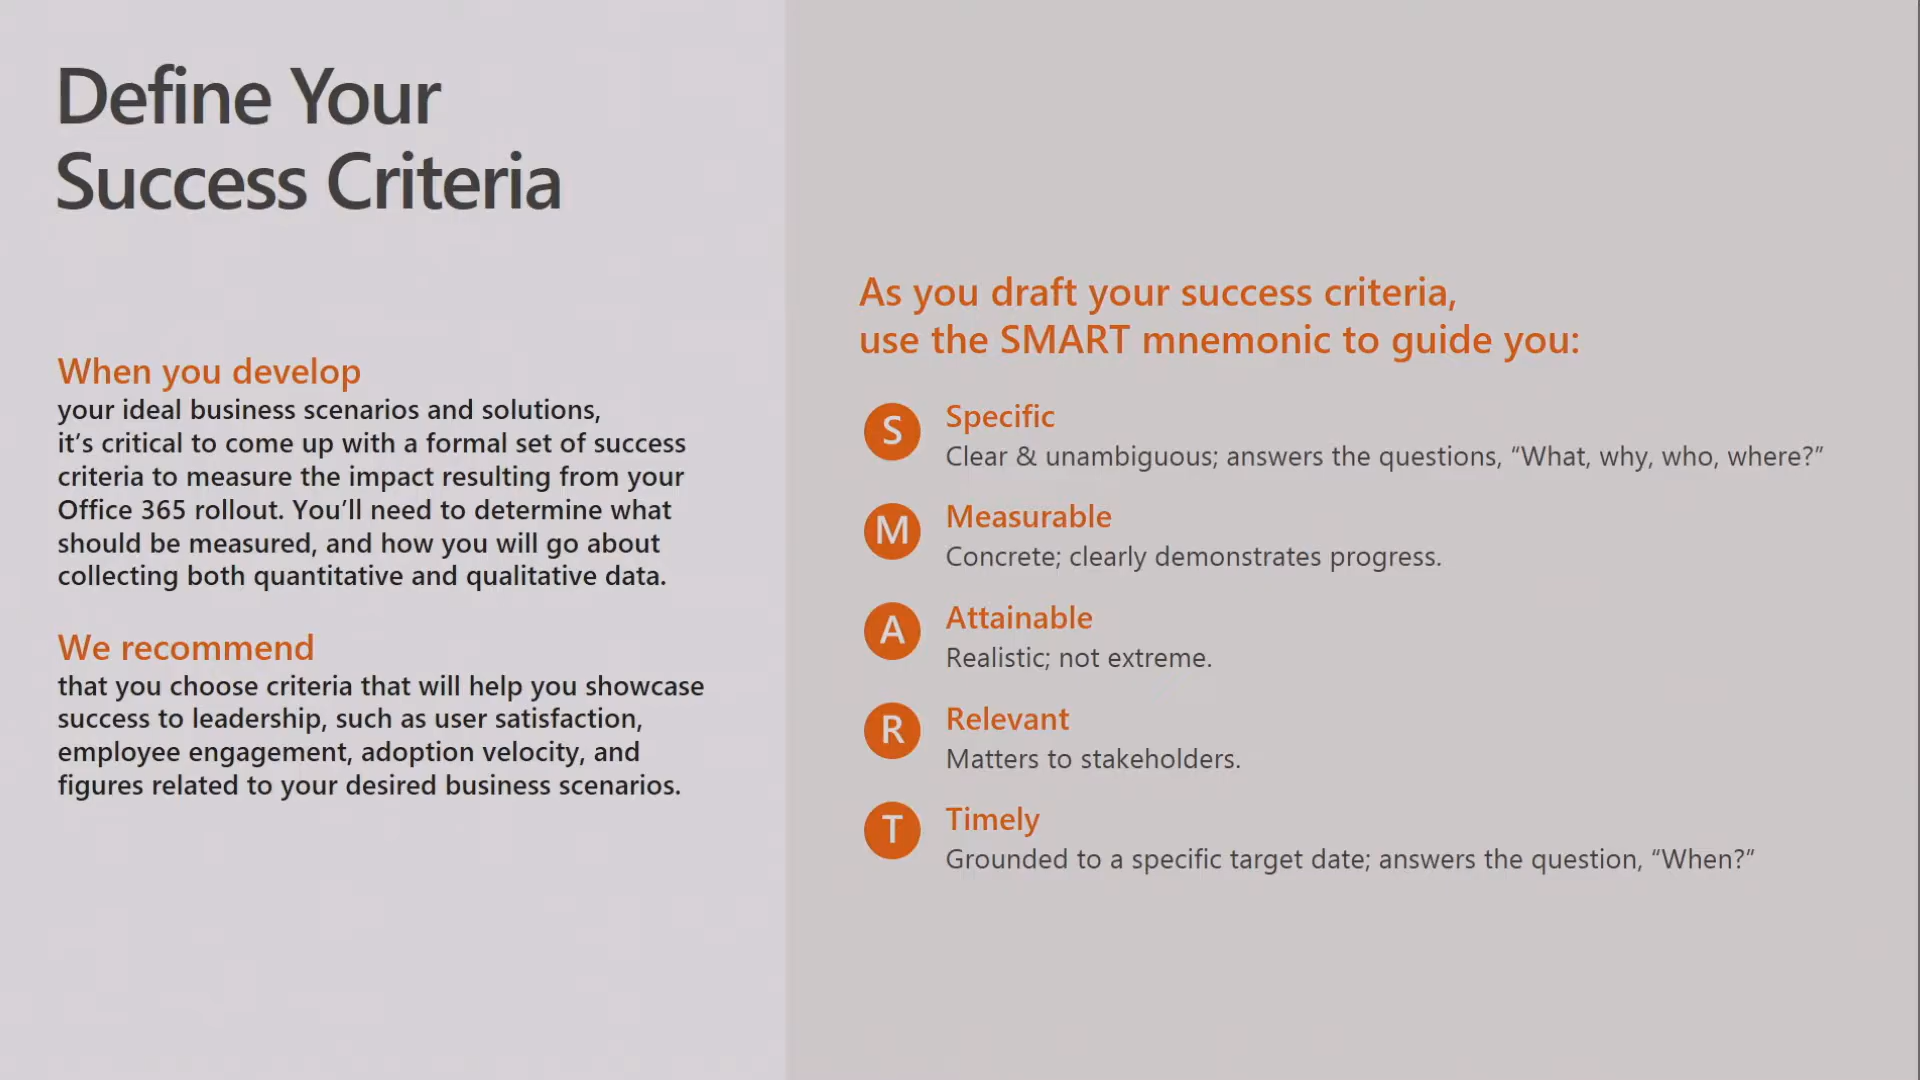 Define Your
Success Criteria
When you develop
your ideal business scenarios and solutions,
it’s critical to come up with a formal set of success
criteria to measure the impact resulting from your
Office 365 rollout. You’ll need to determine what
should be measured, and how you will go about
collecting both quantitative and qualitative data.
We recommend
that you choose criteria that will help you showcase
success to leadership, such as user satisfaction,
employee engagement, adoption velocity, and
figures related to your desired business scenarios.
As you draft your success criteria,
use the SMART mnemonic to guide you:
S
Specific
Clear & unambiguous; answers the questions, “What, why, who, where?”
M
Measurable
Concrete; clearly demonstrates progress.
A
Attainable
Realistic; not extreme.
R
Relevant
Matters to stakeholders.
T
Timely
Grounded to a specific target date; answers the question, “When?”